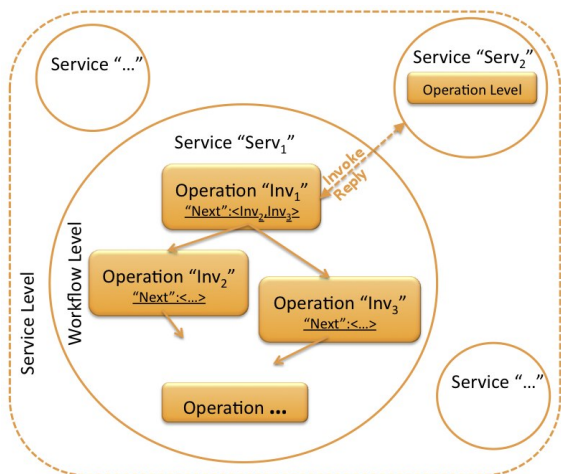 Service “...”
Service “Serv2”
Operation Level
Service “Serv1”
Invoke
Reply
Operation “Inv1”
“Next”:<Inv2,Inv3>
Operation “Inv2”
“Next”:<...>
Operation “Inv3”
“Next”:<...>
Operation ...
Service “...”
Workflow Level
Service Level